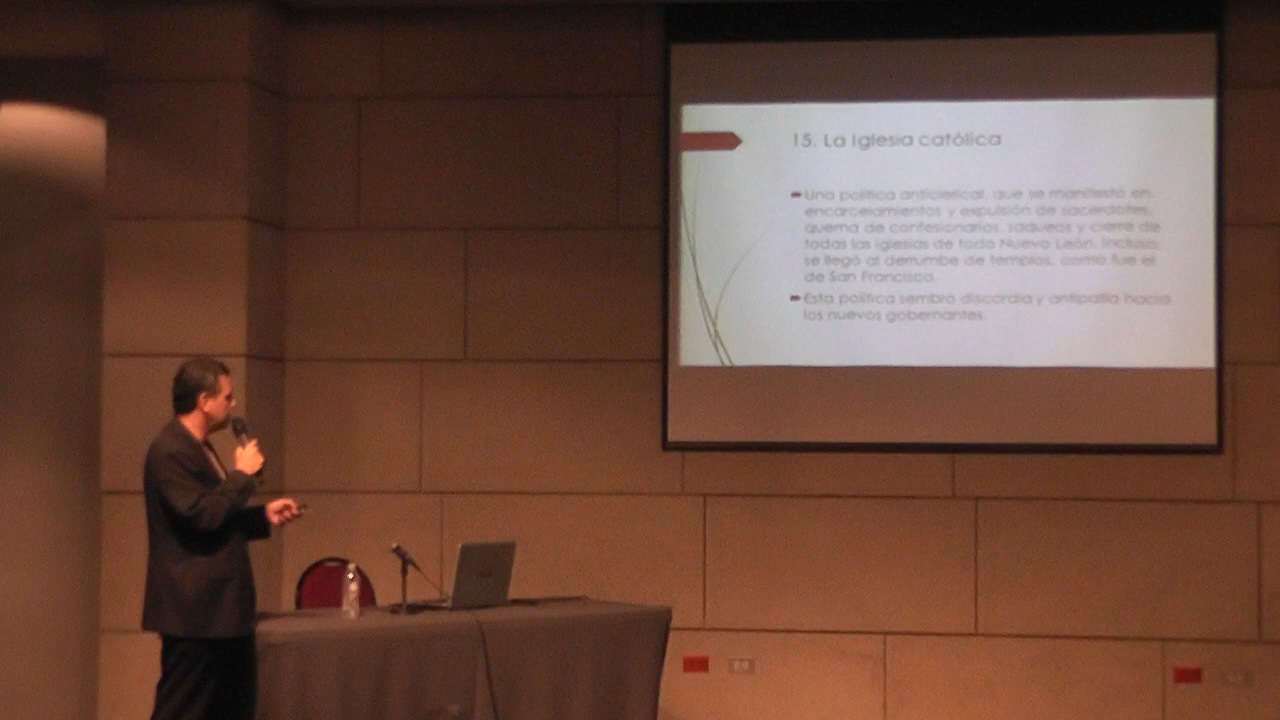 15. La Iglesia católica
Una política anticlerical, que se manifestó en
encarcelamientos y expulsión de sacerdotes,
quema de confesionarios, saqueos y cierre de
todas las iglesias de todo Nuevo León. Incluso,
se llegó al derrumbe de templos, como fue el
de San Francisco.
Esta política sembró discordia y antipatía hacia
los nuevos gobernantes.